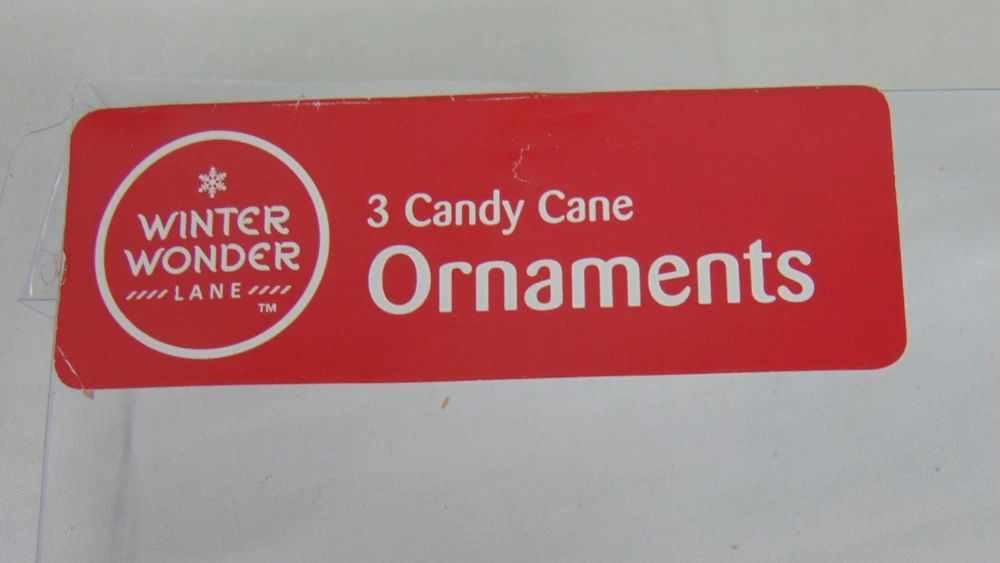 WINTER
WONDER
LANE
TM
3 Candy Cane
Ornaments